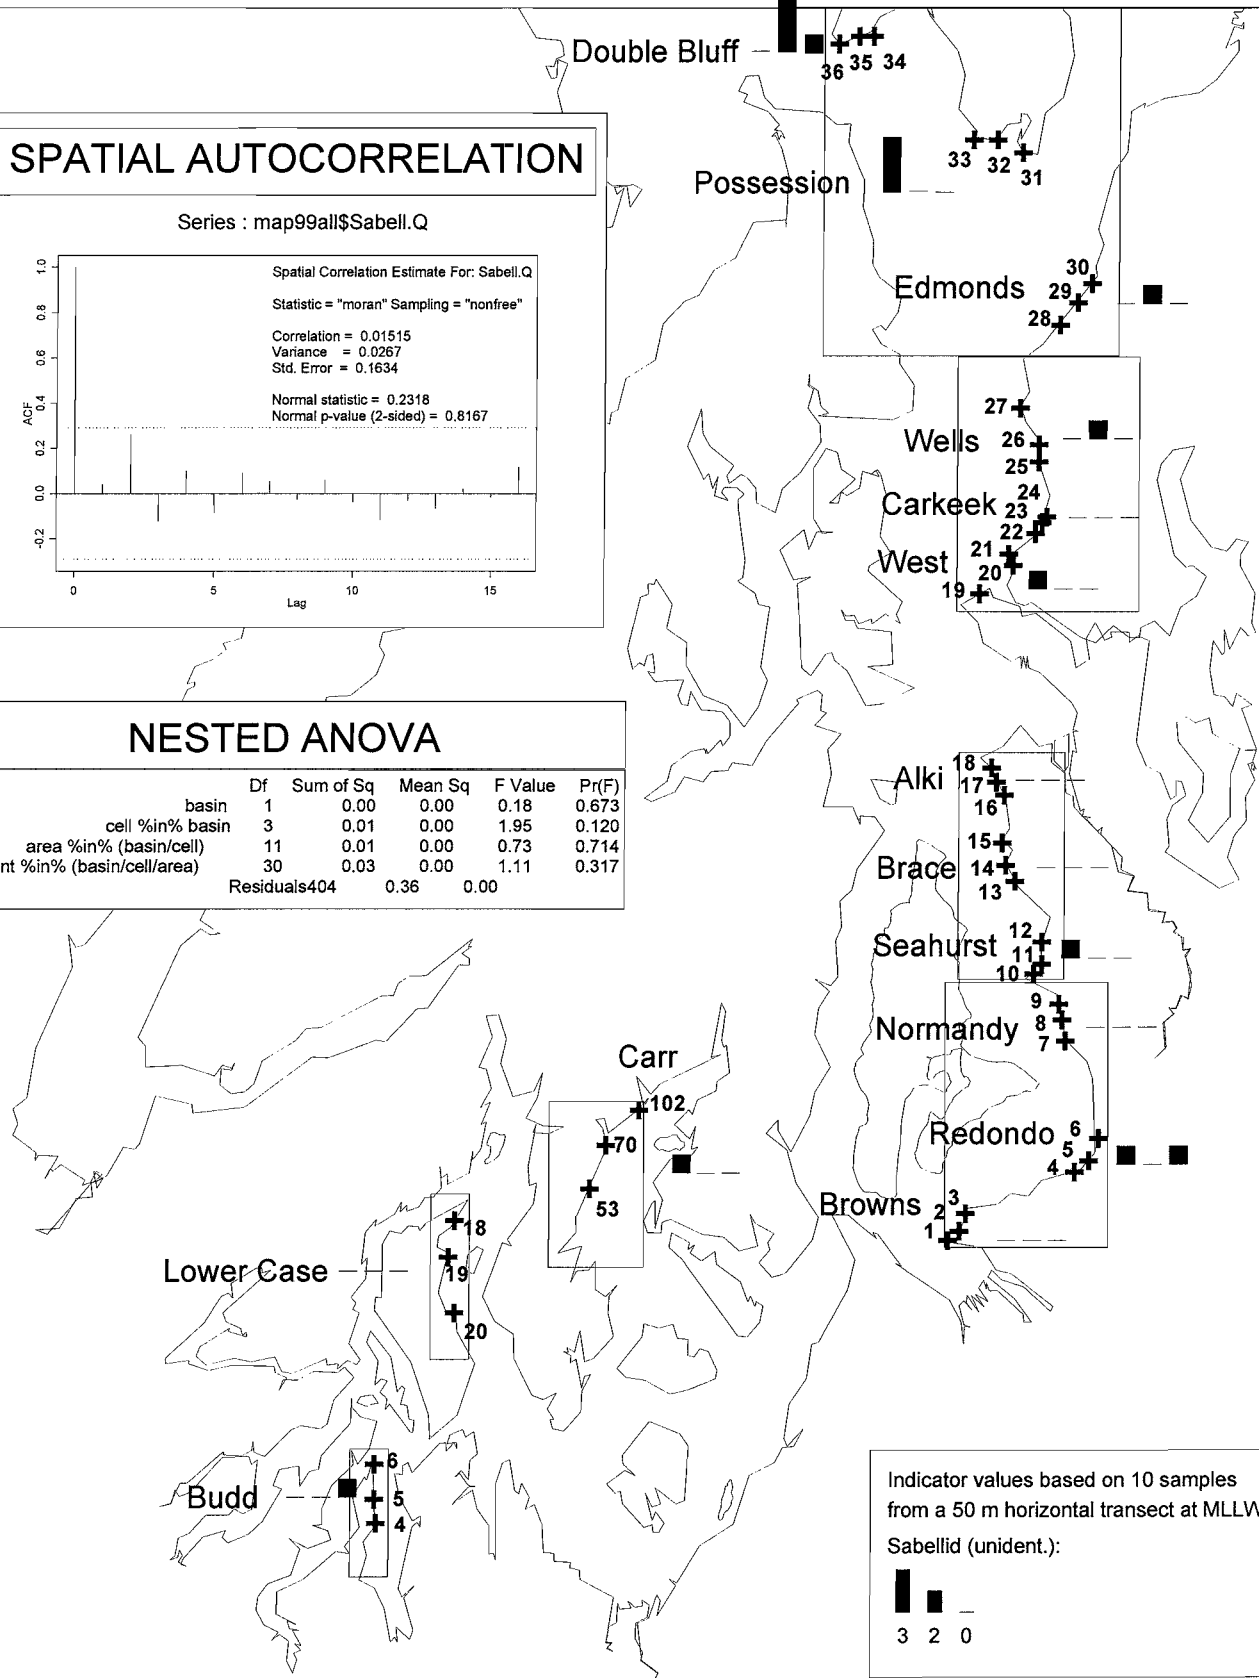 Double Bluff
36
35
34
33
32
31
Possession
SPATIAL AUTOCORRELATION
Series : map99all$Sabell.Q
Spatial Correlation Estimate For: Sabell.Q
Statistic = "moran" Sampling = "nonfree"
Correlation = 0.01515
Variance = 0.0267
Std. Error = 0.1634
Normal statistic = 0.2318
Normal p-value (2-sided) = 0.8167
ACF
1.0
0.8
0.6
0.4
0.2
0.0
-0.2
0 5 10 15
Lag
Edmonds
30
29
28
27
Wells
26
25
24
Carkeek
23
22
21
West
20
19
NESTED ANOVA
Df Sum of Sq Mean Sq F Value Pr(F)
basin 1 0.00 0.00 0.18 0.673
cell %in% basin 3 0.01 0.00 1.95 0.120
area %in% (basin/cell) 11 0.01 0.00 0.73 0.714
nt %in% (basin/cell/area) 30 0.03 0.00 1.11 0.317
Residuals404 0.36 0.00
18
Alki
17
16
15
Brace
14
13
12
Seahurst
11
10
9
Normandy
8
7
Carr
102
70
53
6
Redondo
5
4
Browns
3
2
1
18
Lower Case
19
20
6
Budd
5
4
Indicator values based on 10 samples
from a 50 m horizontal transect at MLLW
Sabellid (unident.):
3 2 0